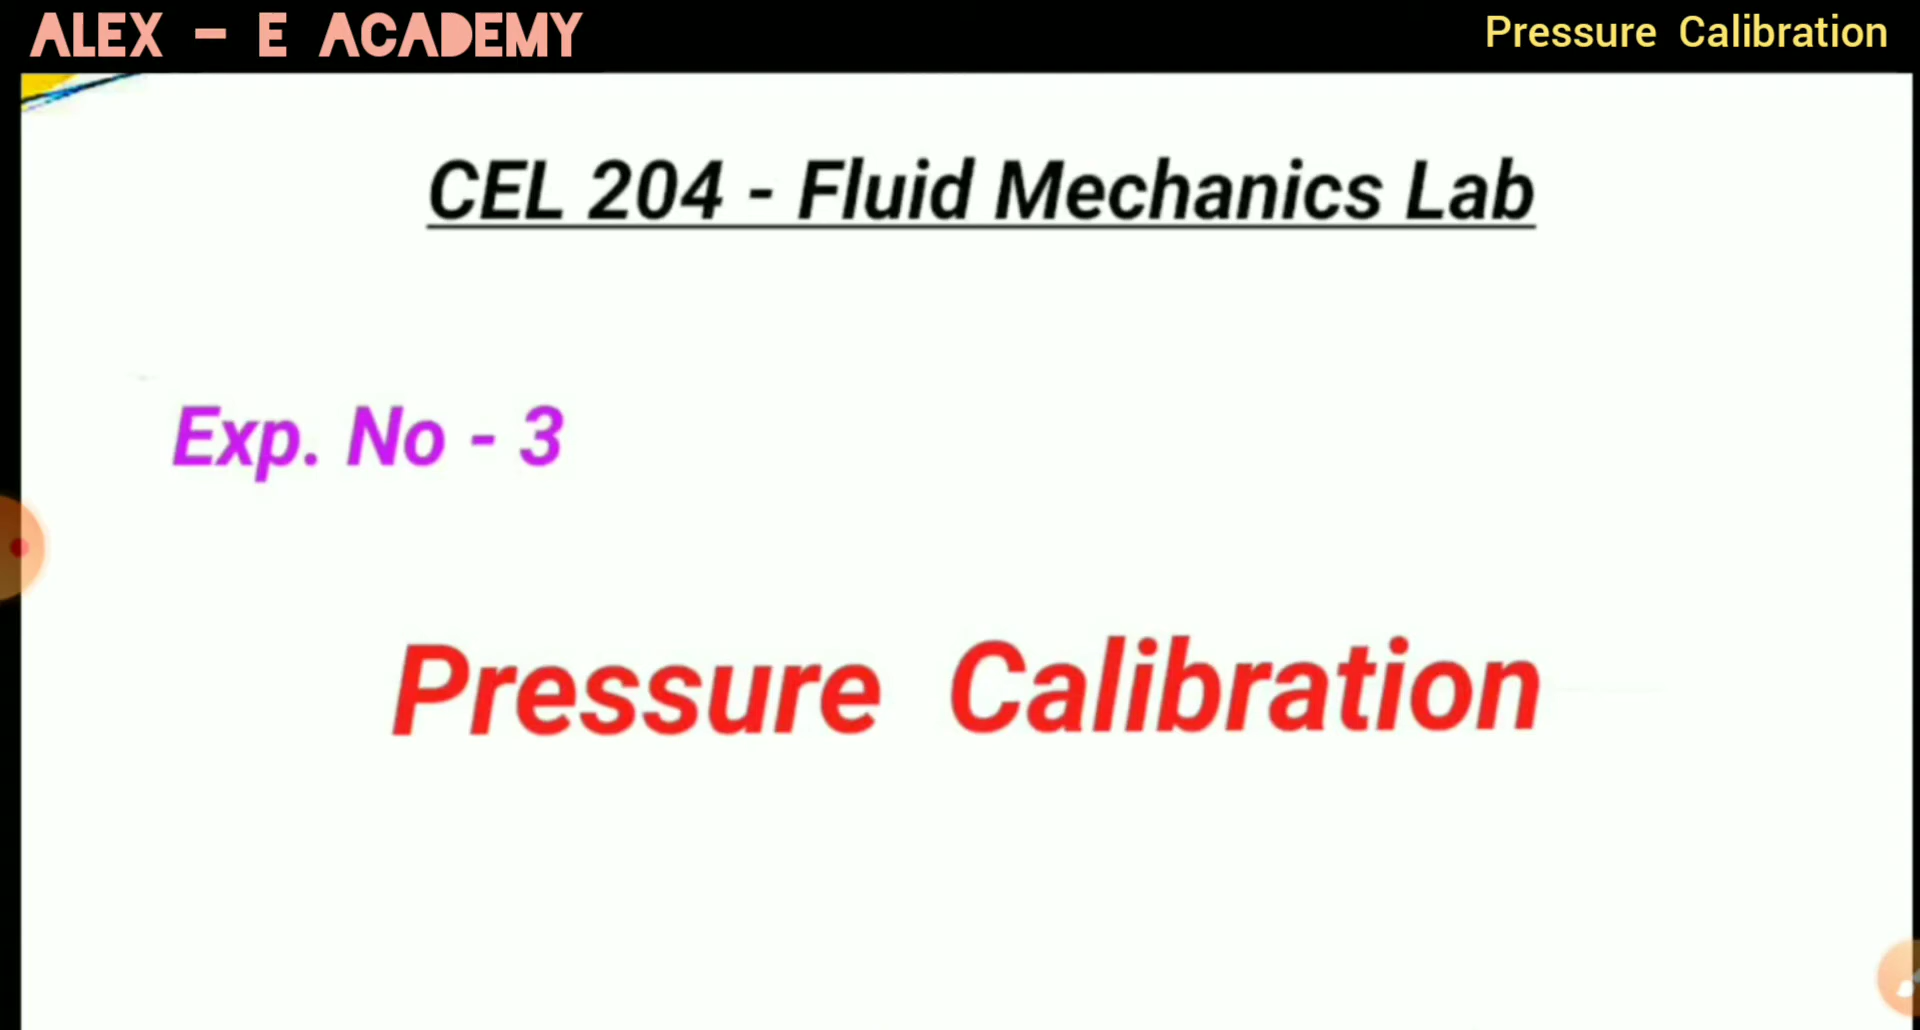 ALEX - E ACADEMY
Pressure Calibration
CEL 204 - Fluid Mechanics Lab
Exp. No - 3
Pressure Calibration